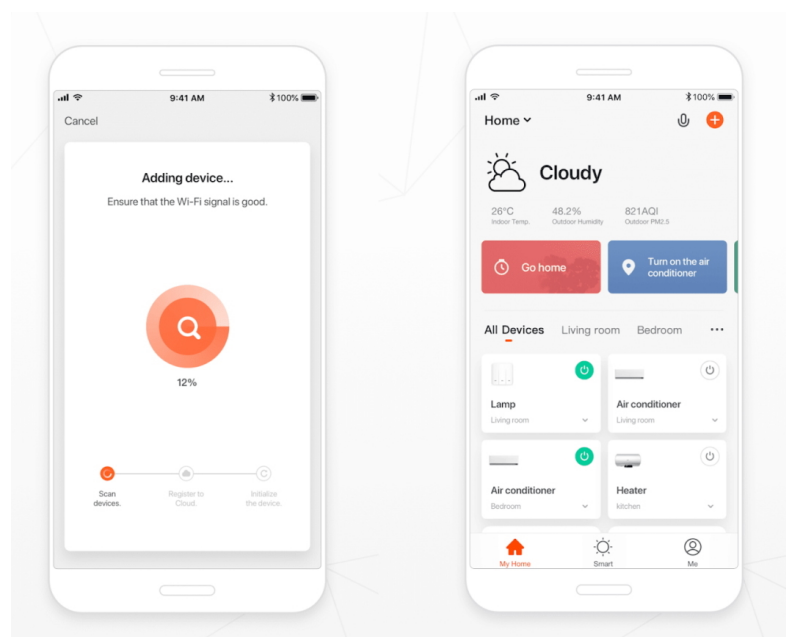 9:41 AM
100%
Cancel
Adding device...
Ensure that the Wi-Fi signal is good.
12%
Scan
devices.
Register to
Cloud.
Initialize
the device.
9:41 AM
100%
Home
Cloudy
26°C
Indoor Temp.
48.2%
Outdoor Humidity
821AQI
Outdoor PM2.5
Go home
Turn on the air
conditioner
All Devices
Living room
Bedroom
Lamp
Living room
Air conditioner
Living room
Air conditioner
Bedroom
Heater
kitchen
My Home
Smart
Me